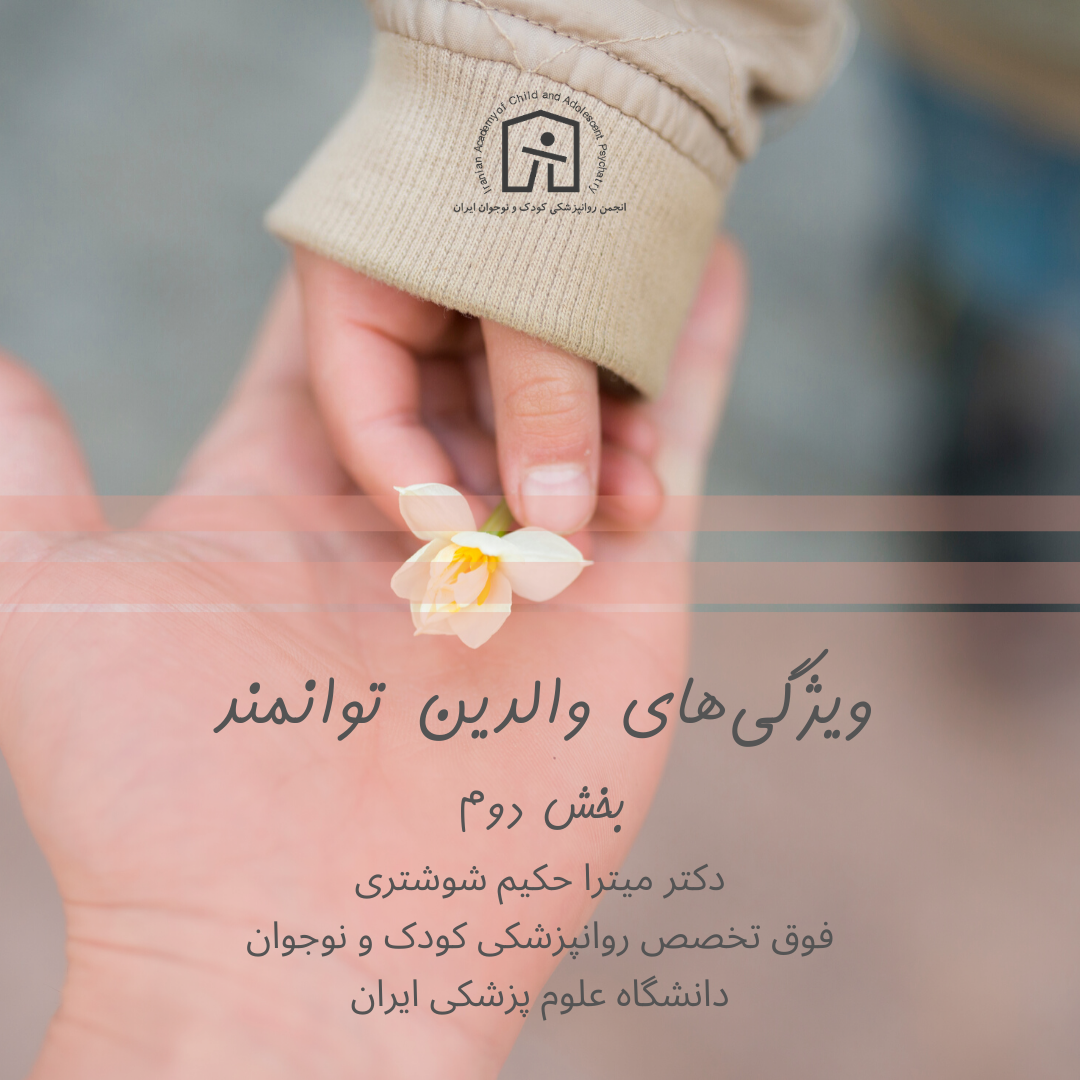 Iranian Academy of Child and Adolescent Psychatry
انجمن روانپزشکی کودک و نوجوان ایران
ویژگی‌های والدین توانمند
بخش دوم
دکتر میترا حکیم شوشتری
فوق تخصص روانپزشکی کودک و نوجوان
دانشگاه علوم پزشکی ایران